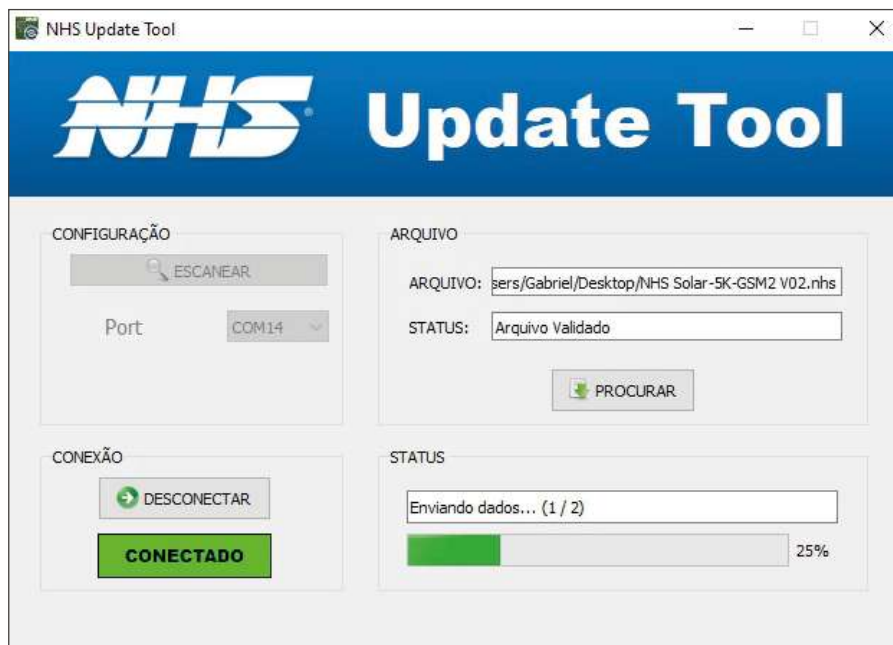 NHS Update Tool
NHS® Update Tool
CONFIGURAÇÃO
ESCANEAR
Port COM14
ARQUIVO
ARQUIVO: sers/Gabriel/Desktop/NHS Solar-5K-GSM2 V02.nhs
STATUS: Arquivo Validado
PROCURAR
CONEXÃO
DESCONECTAR
CONECTADO
STATUS
Enviando dados... (1 / 2)
25%